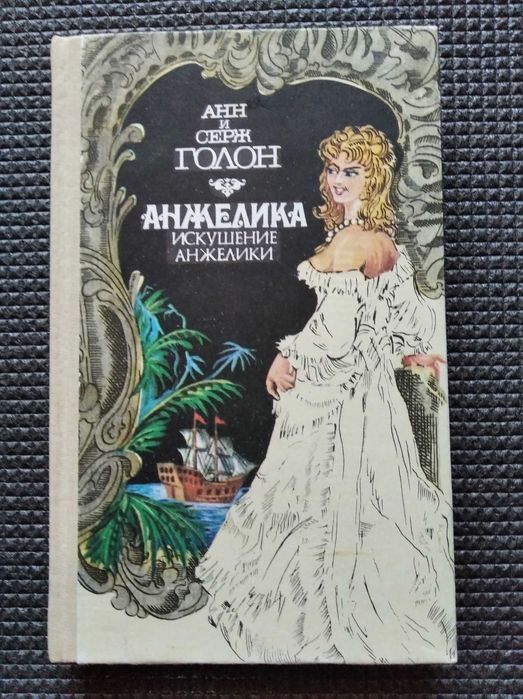 АНН
И
СЕРЖ
ГОЛОН
АНЖЕЛИКА
ИСКУШЕНИЕ
АНЖЕЛИКИ